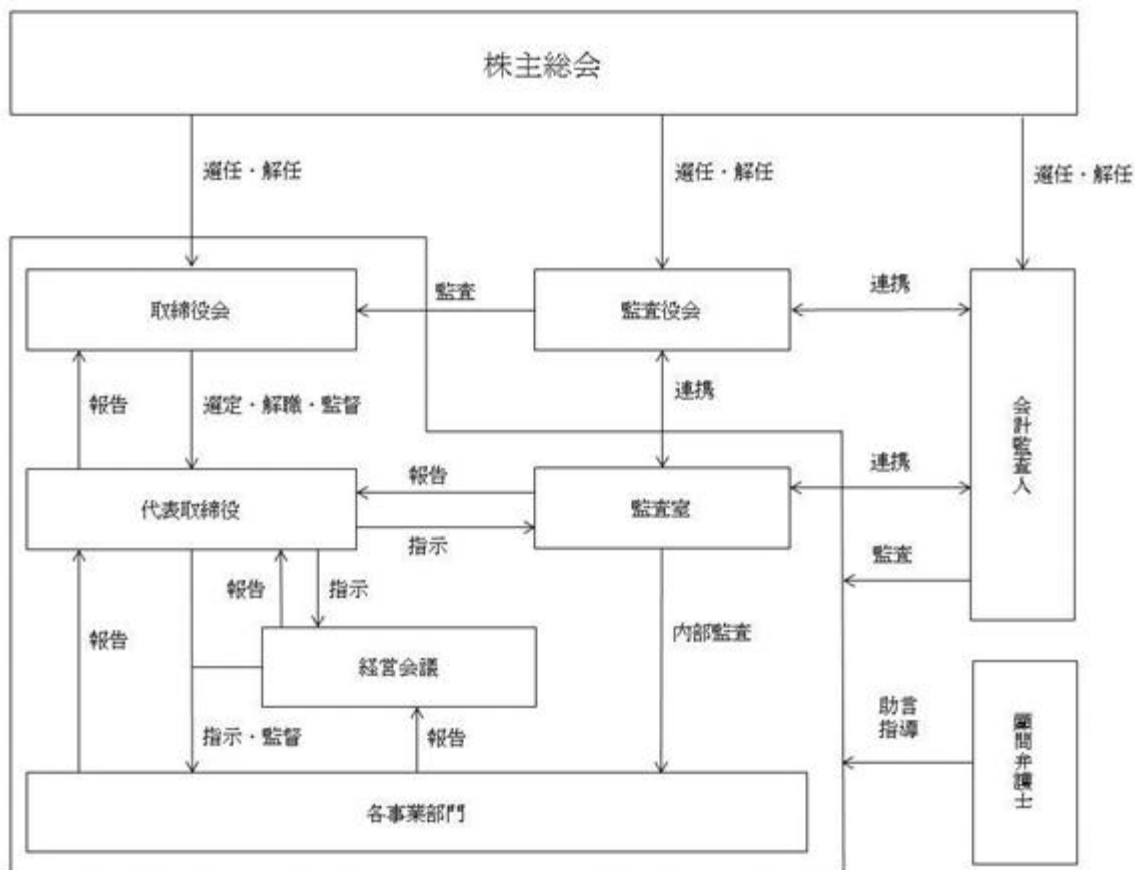 株主総会
選任・解任
選任・解任
選任・解任
取締役会
監査
監査役会
連携
報告
選定・解職・監督
連携
会計監査人
代表取締役
報告
指示
監査室
連携
監査
報告
報告
指示
内部監査
経営会議
指示・監督
報告
助言
指導
顧問弁護士
各事業部門